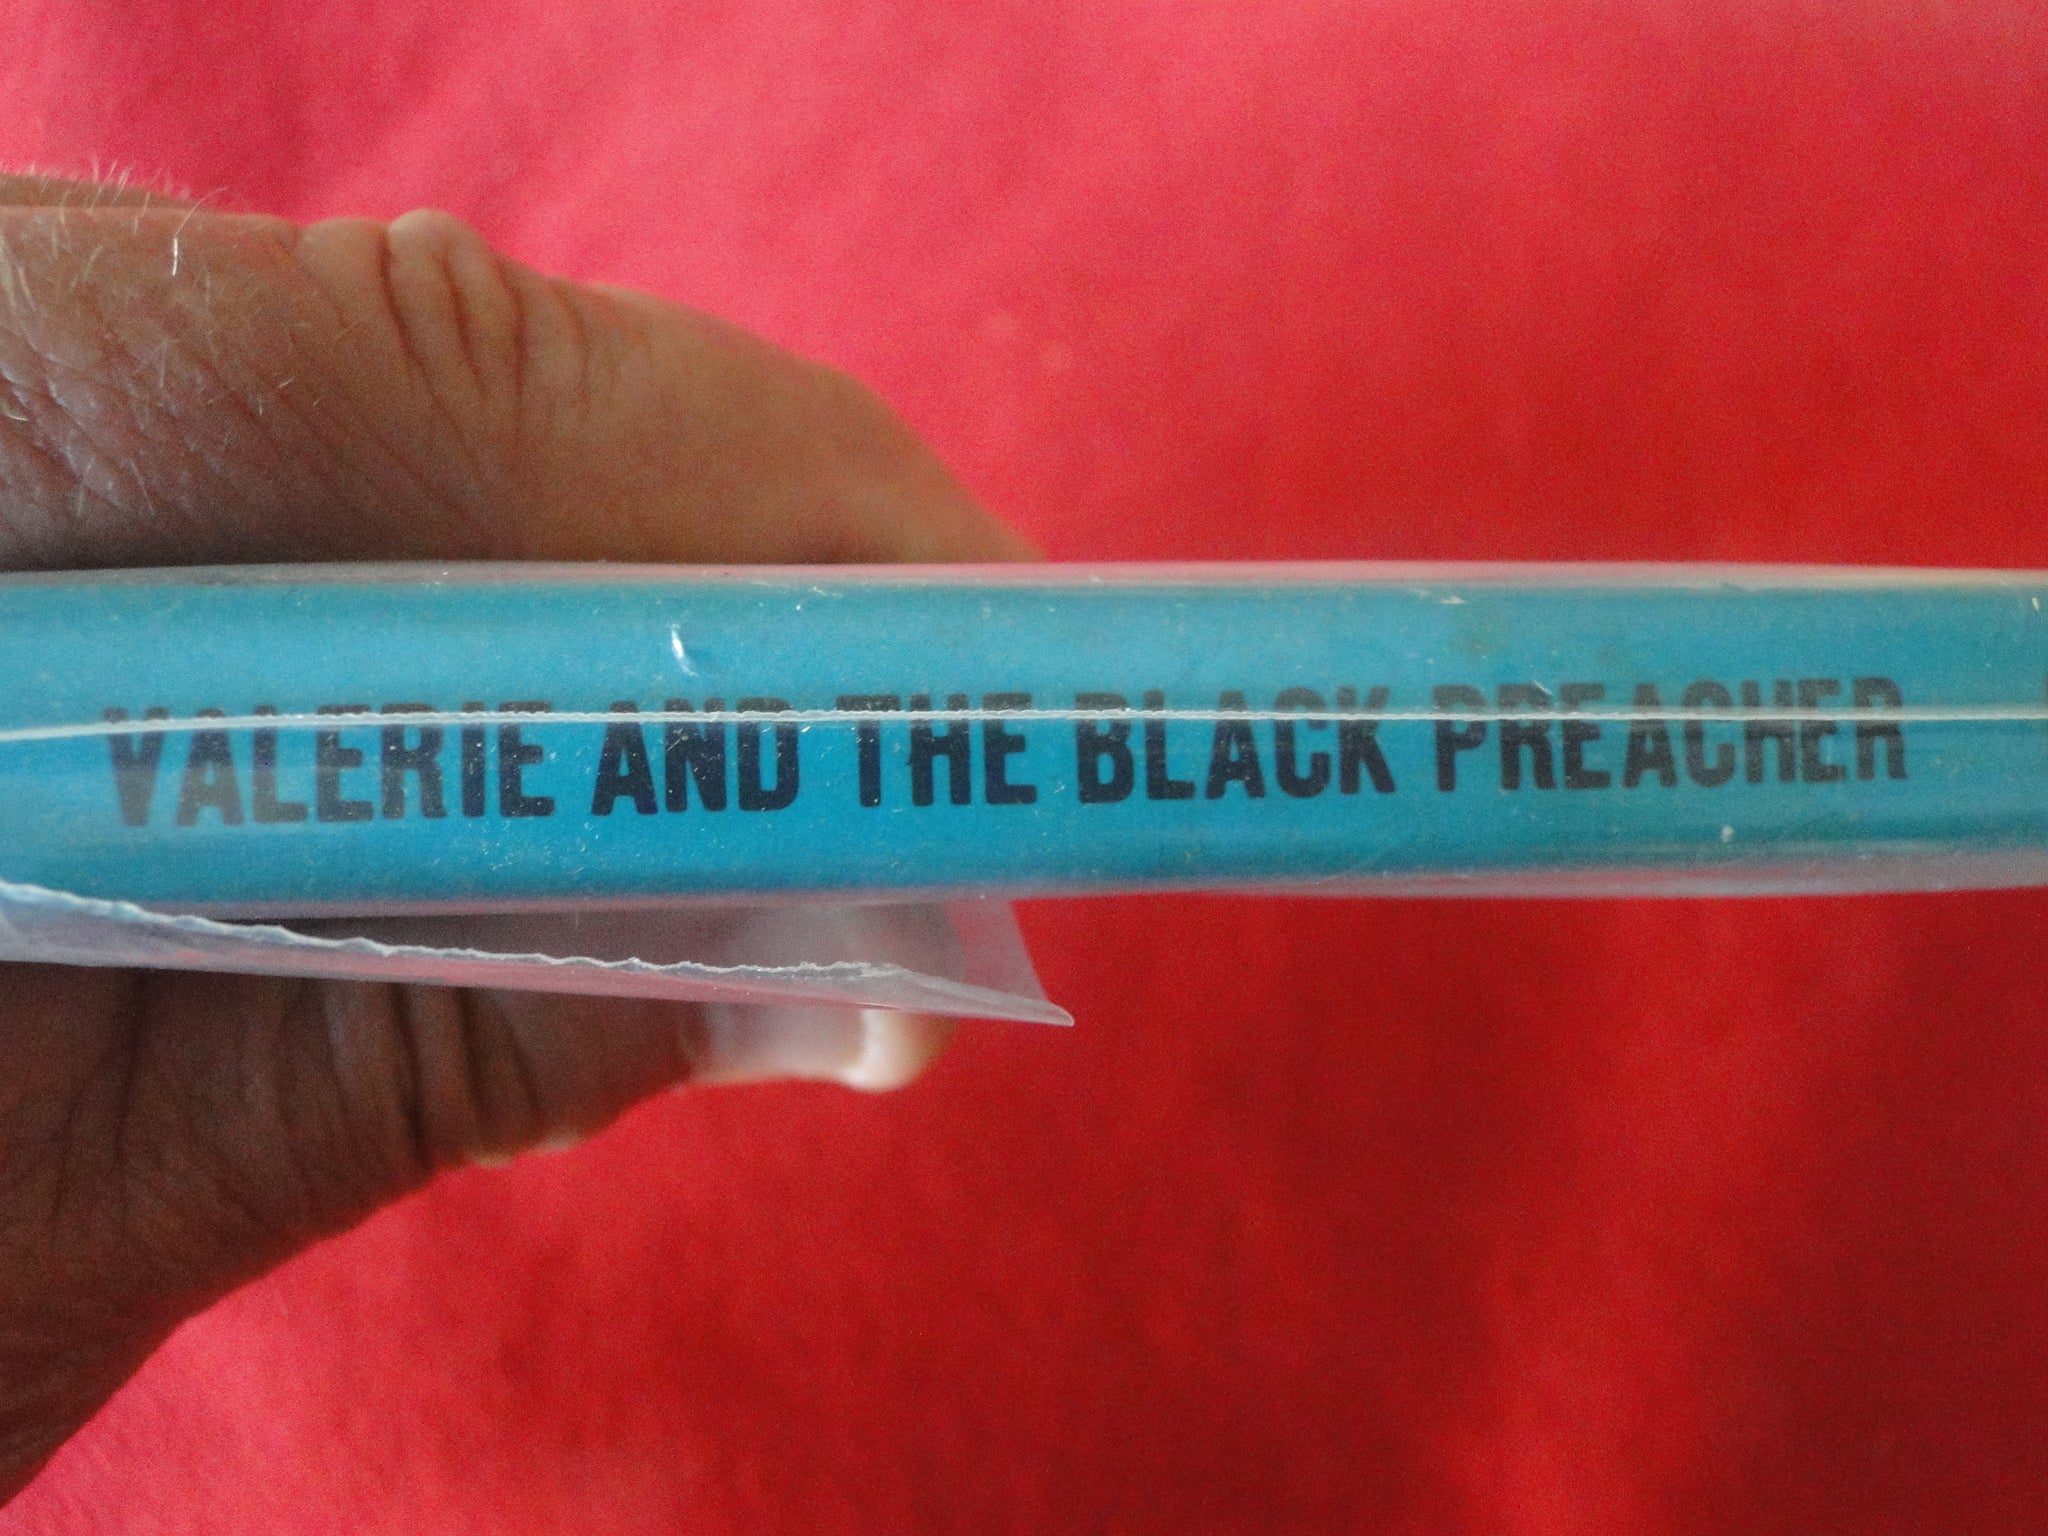 VALERIE AND THE BLACK PREACHER